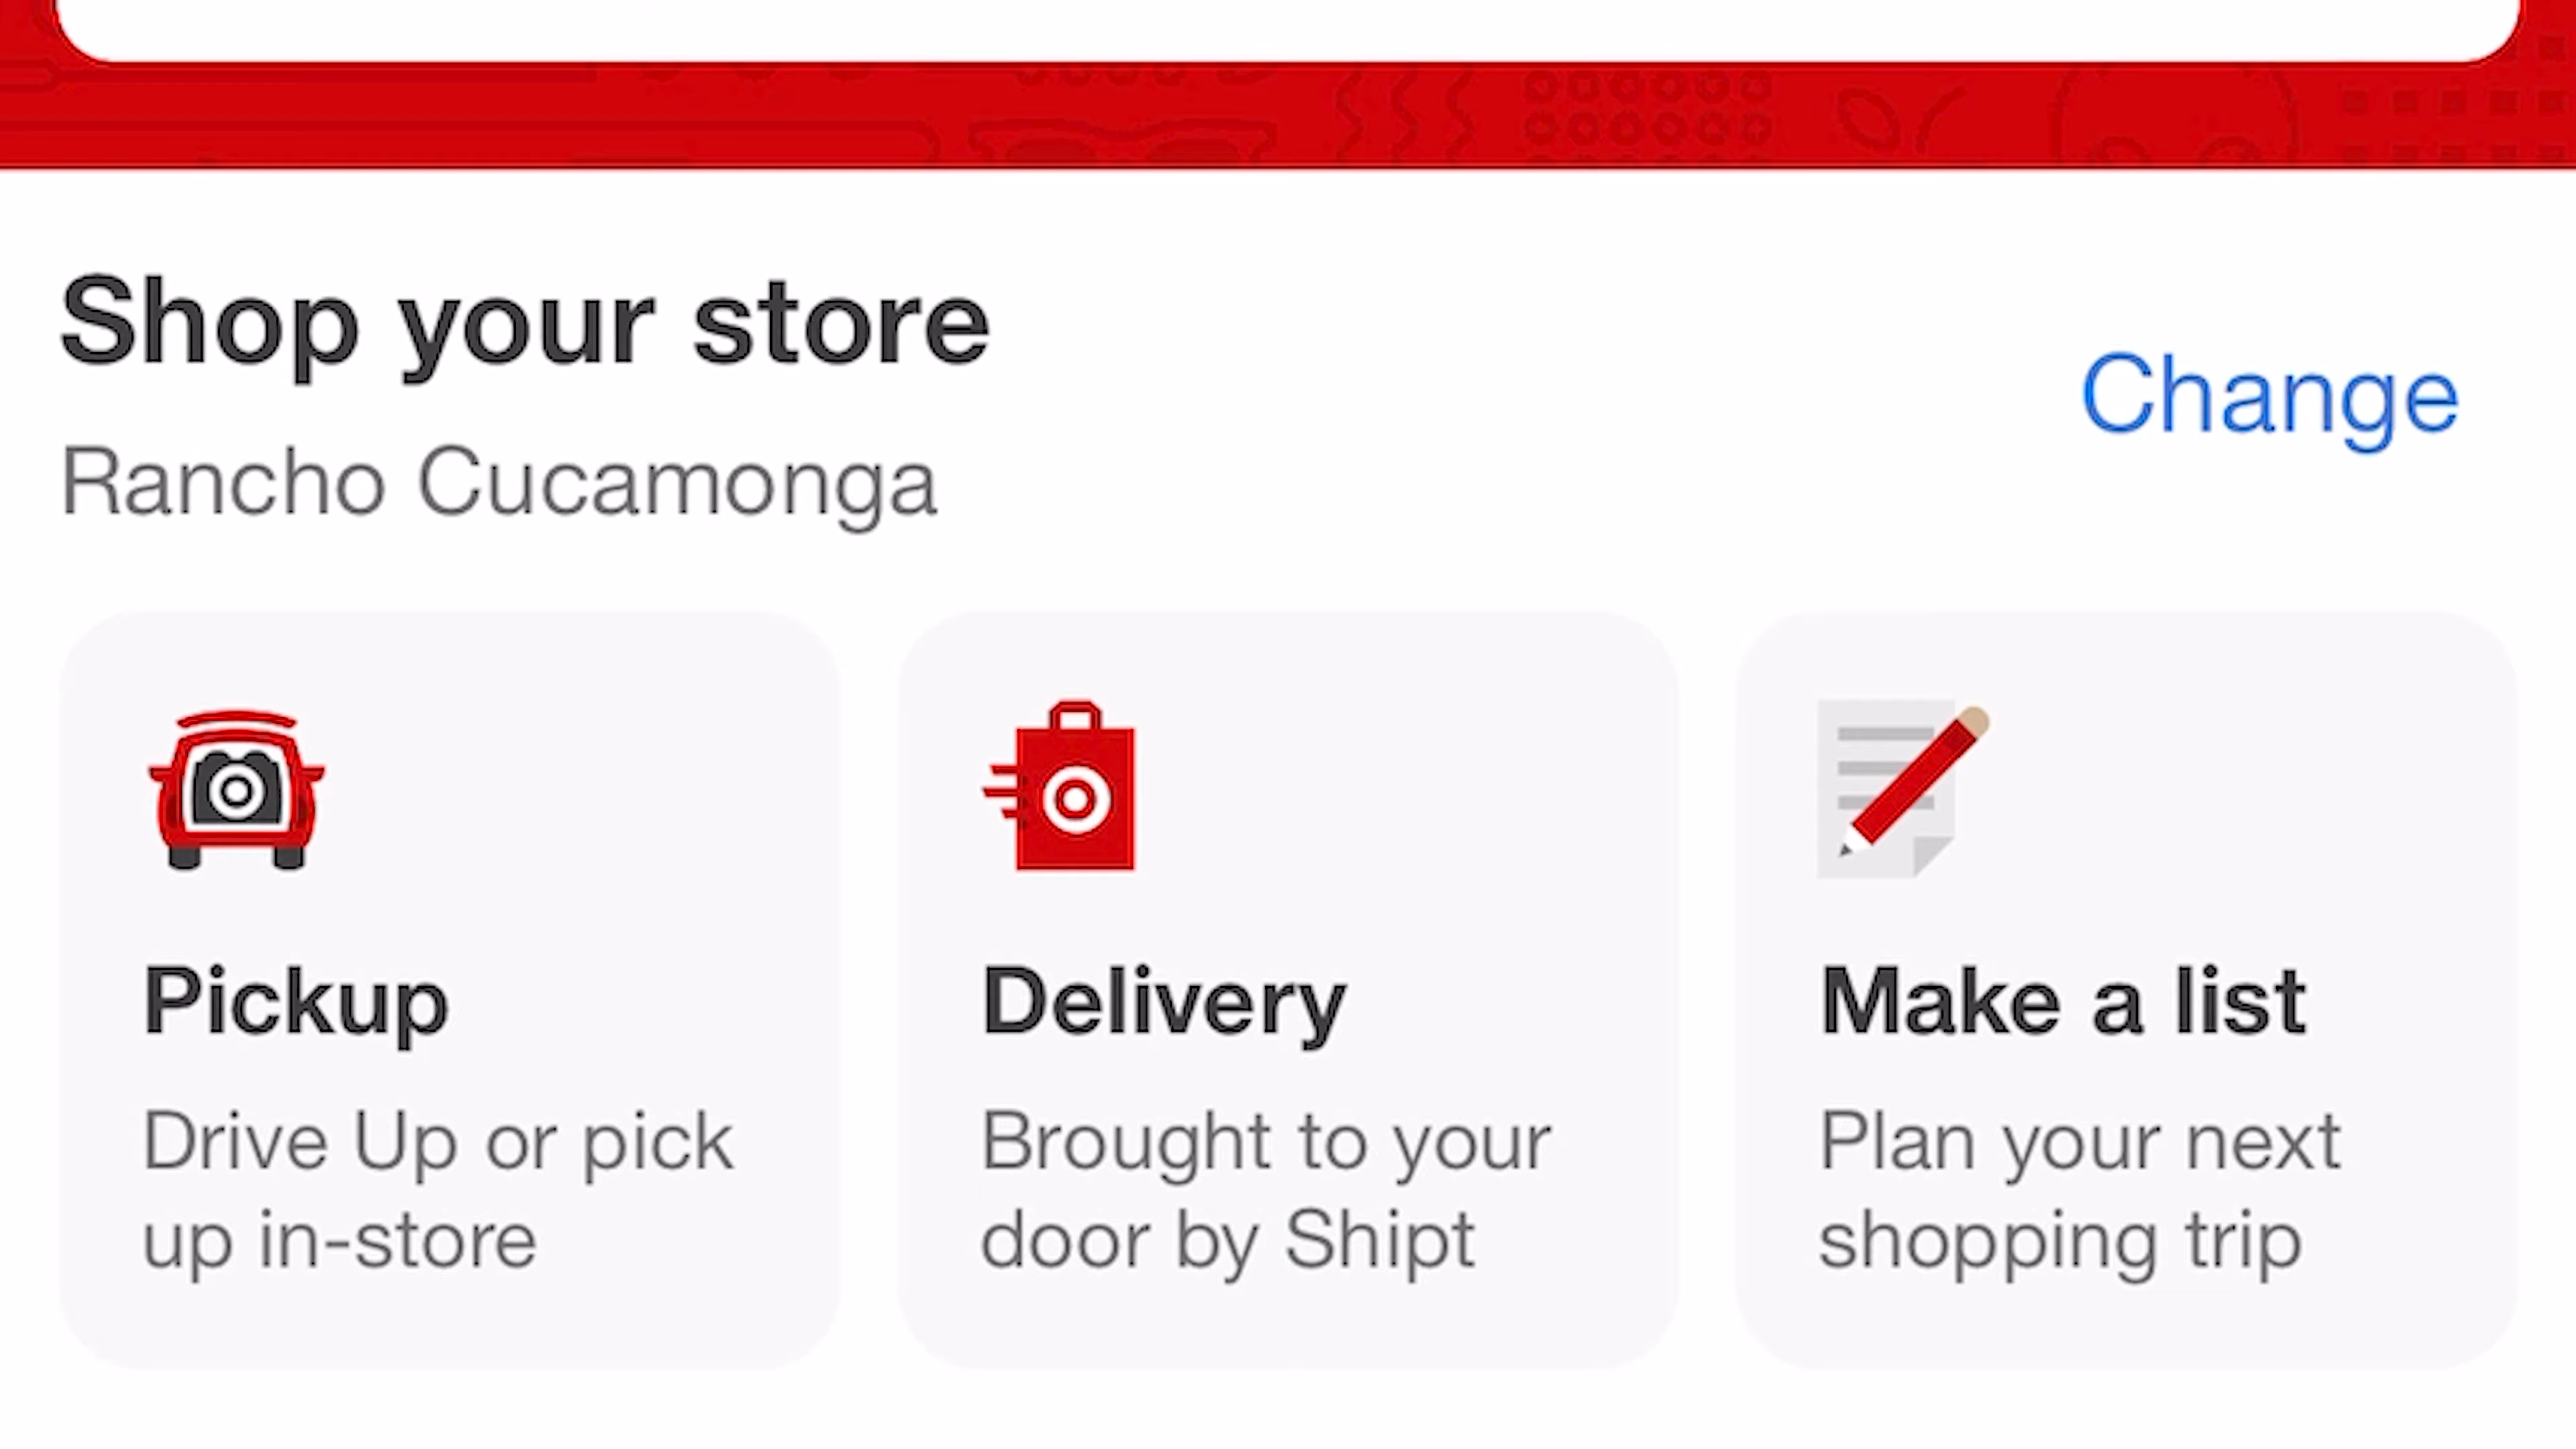 Shop your store
Rancho Cucamonga
Change
Pickup
Drive Up or pick
up in-store
Delivery
Brought to your
door by Shipt
Make a list
Plan your next
shopping trip